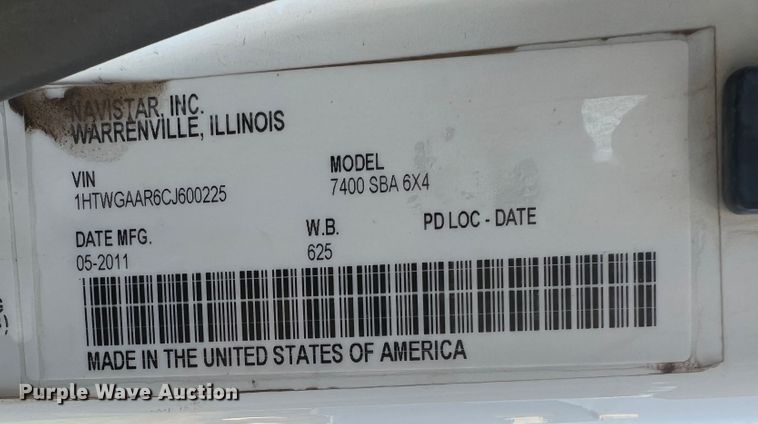 NAVISTAR, INC.
WARRENVILLE, ILLINOIS
VIN
1HTWGAAR6CJ600225
MODEL
7400 SBA 6X4
DATE MFG.
05-2011
W.B.
625
PD LOC - DATE
MADE IN THE UNITED STATES OF AMERICA
Purple Wave Auction